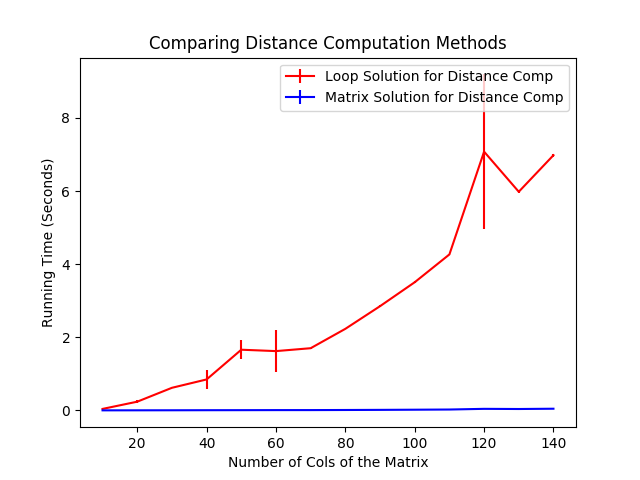 Comparing Distance Computation Methods
Loop Solution for Distance Comp
Matrix Solution for Distance Comp
Running Time (Seconds)
8
6
4
2
0
20 40 60 80 100 120 140
Number of Cols of the Matrix